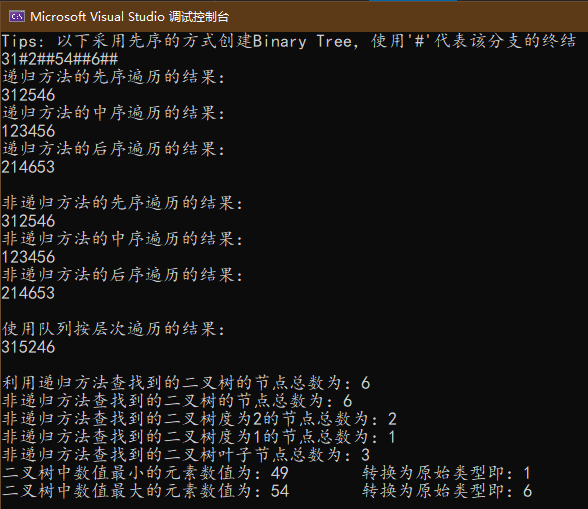 Microsoft Visual Studio 调试控制台
Tips: 以下采用先序的方式创建Binary Tree, 使用'#'代表该分支的终结
31#2##54##6##
递归方法的先序遍历的结果:
312546
递归方法的中序遍历的结果:
123456
递归方法的后序遍历的结果:
214653
非递归方法的先序遍历的结果:
312546
非递归方法的中序遍历的结果:
123456
非递归方法的后序遍历的结果:
214653
使用队列按层次遍历的结果:
315246
利用递归方法查找到的二叉树的节点总数为: 6
非递归方法查找到的二叉树的节点总数为: 6
非递归方法查找到的二叉树度为2的节点总数为: 2
非递归方法查找到的二叉树度为1的节点总数为: 1
非递归方法查找到的二叉树叶子节点总数为: 3
二叉树中数值最小的元素数值为: 49 转换为原始类型即: 1
二叉树中数值最大的元素数值为: 54 转换为原始类型即: 6